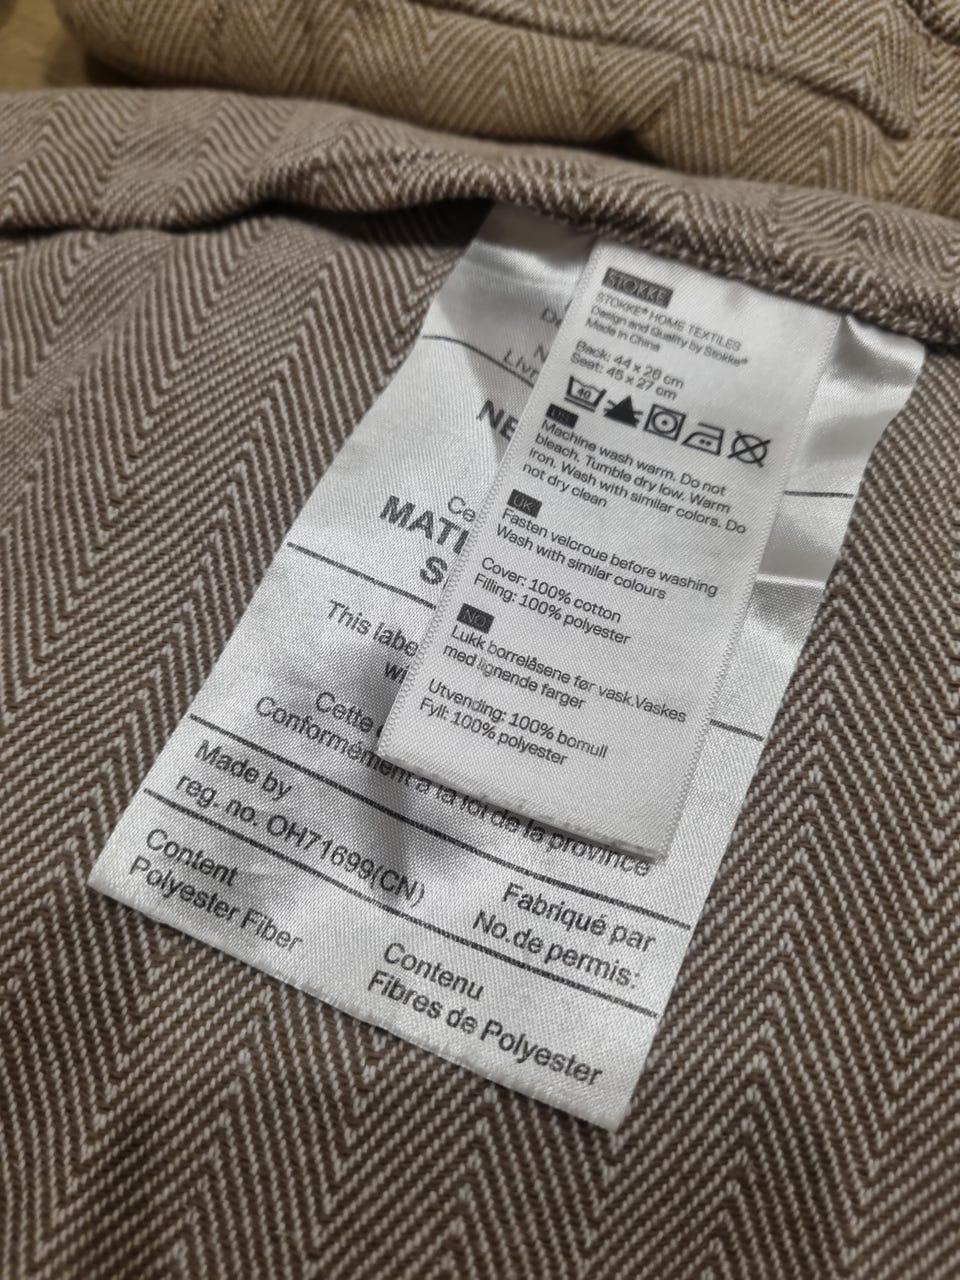 STOKKE
STOKKE® HOME TEXTILES
Design and Quality by Stokke®
Made in China
Back: 44 x 26 cm
Seat: 45 x 27 cm
40
US
Machine wash warm. Do not
bleach. Tumble dry low. Warm
iron. Wash with similar colors. Do
not dry clean
UK
Fasten velcroue before washing
Wash with similar colours
Cover: 100% cotton
Filling: 100% polyester
NO
Lukk borrelåsene før vask.Vaskes
med lignende farger
Utvending: 100% bomull
Fyll: 100% polyester
This
Cette
Conformément à la loi de la province
Made by
reg. no. OH71699(CN)
Fabriqué par
No.de permis:
Content
Polyester Fiber
Contenu
Fibres de Polyester